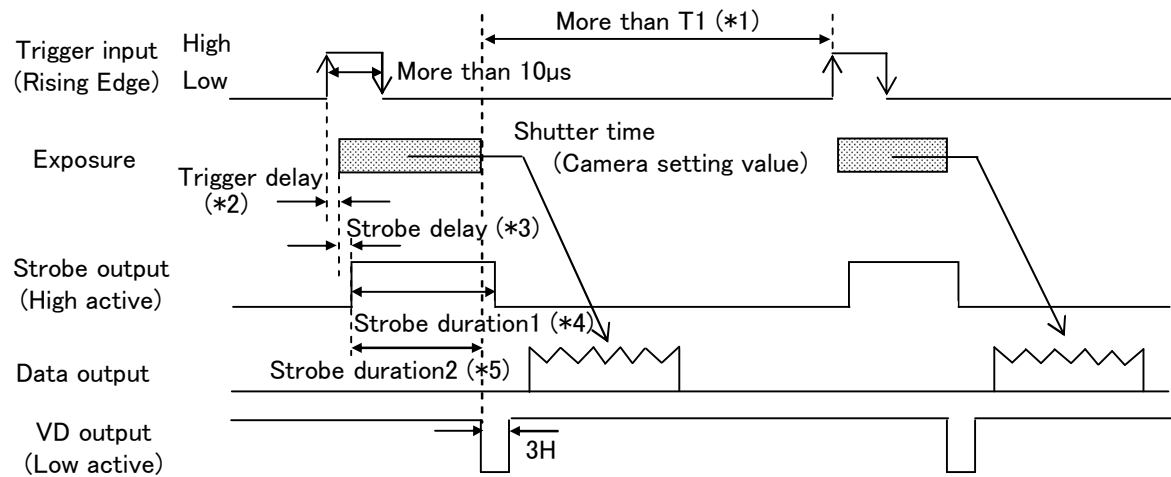 More than T1 (*1)
Trigger input
(Rising Edge)
High
Low
More than 10µs
Exposure
Shutter time
(Camera setting value)
Trigger delay
(*2)
Strobe delay (*3)
Strobe output
(High active)
Strobe duration1 (*4)
Strobe duration2 (*5)
Data output
VD output
(Low active)
3H